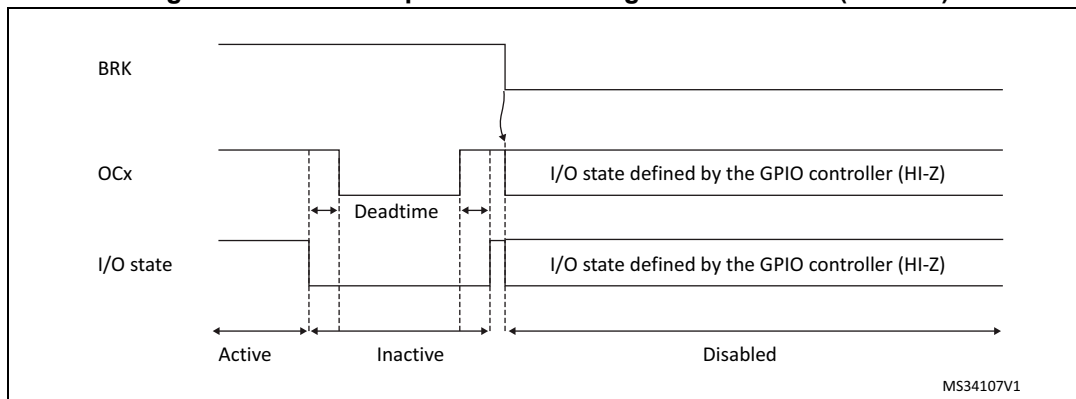 BRK
OCx
I/O state defined by the GPIO controller (HI-Z)
Deadtime
I/O state
I/O state defined by the GPIO controller (HI-Z)
Active
Inactive
Disabled
MS34107V1